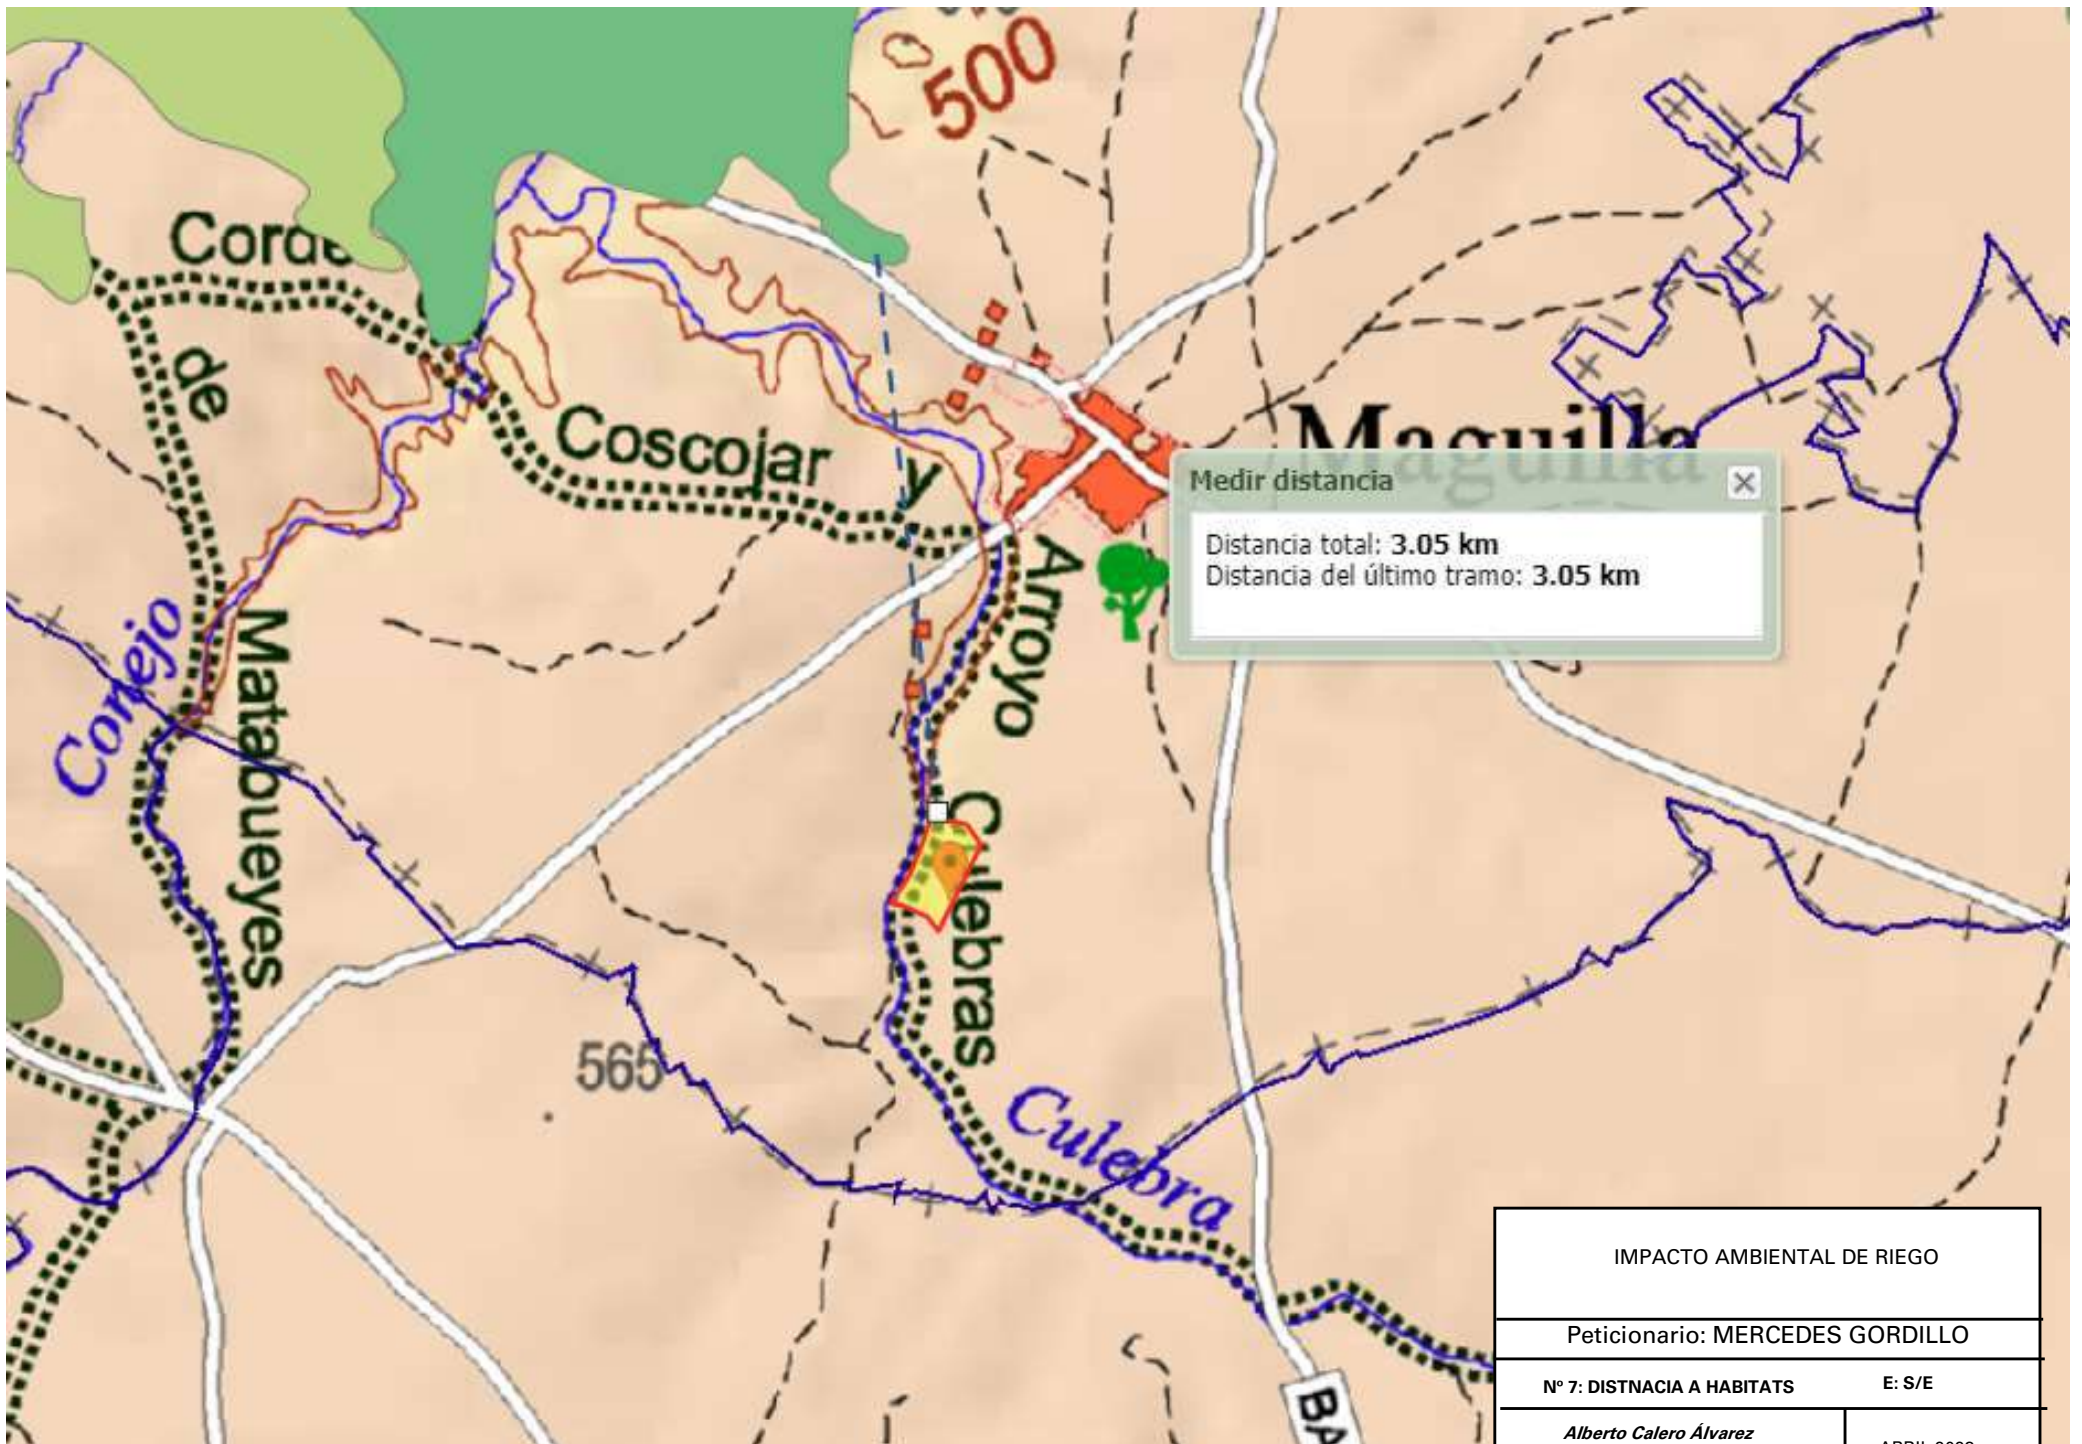 500
Corde
de
Coscojar y
Maguilla
Medir distancia
Distancia total: 3.05 km
Distancia del último tramo: 3.05 km
Arroyo
Conejo
Matabueyes
Culebras
565
Culebra
BA
IMPACTO AMBIENTAL DE RIEGO
Peticionario: MERCEDES GORDILLO
Nº 7: DISTNACIA A HABITATS E: S/E
Alberto Calero Álvarez
ABRIL